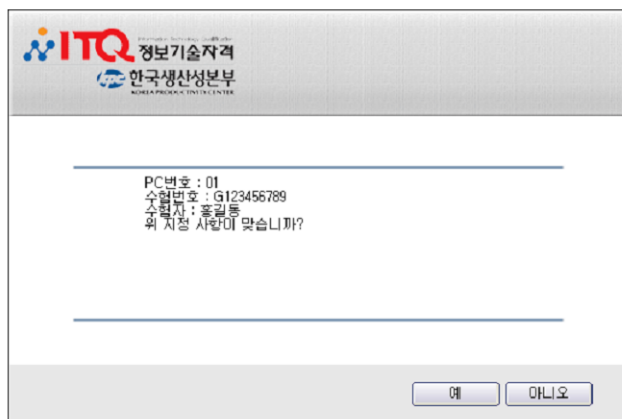 ITQ 정보기술자격
한국생산성본부
KOREA PRODUCTIVITY CENTER
PC번호 : 01
수험번호 : G123456789
수험자 : 홍길동
위 지정 사항이 맞습니까?
예
아니오